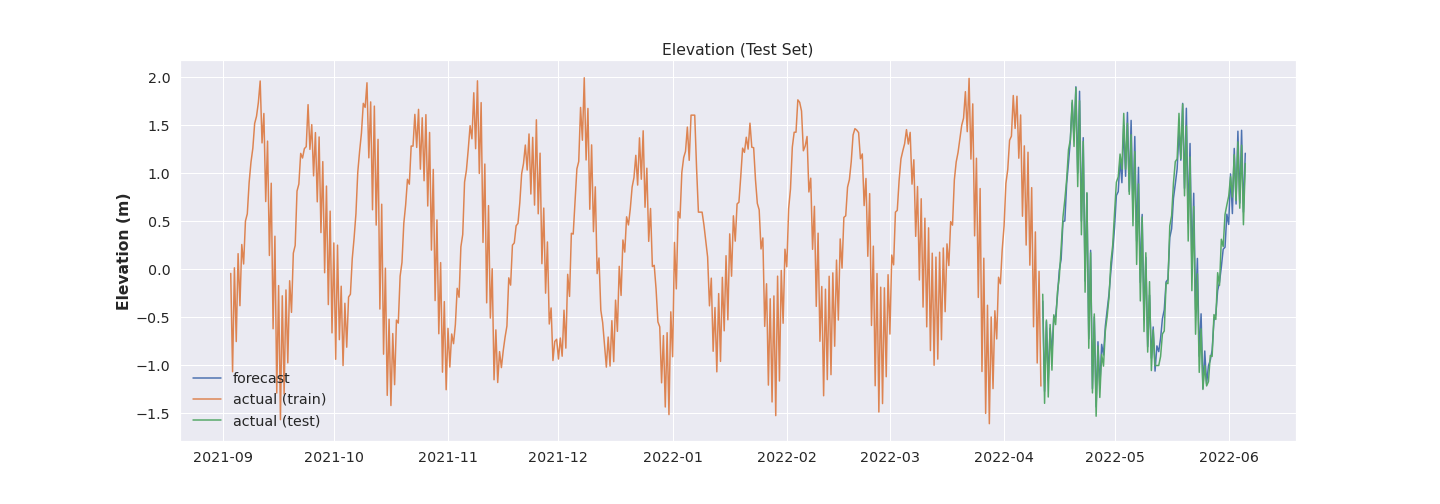 Elevation (Test Set)
Elevation (m)
2.0
1.5
1.0
0.5
0.0
−0.5
−1.0
−1.5
forecast
actual (train)
actual (test)
2021-09 2021-10 2021-11 2021-12 2022-01 2022-02 2022-03 2022-04 2022-05 2022-06